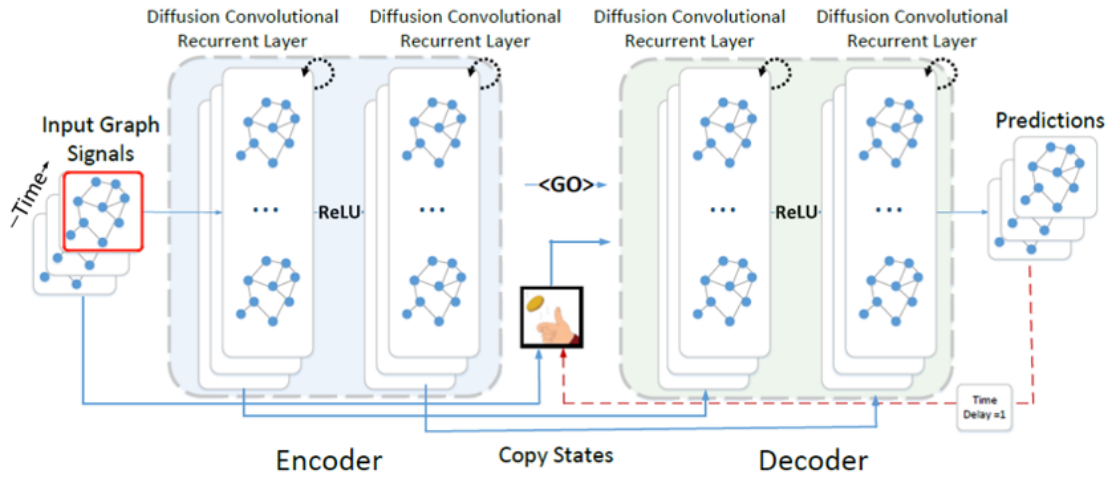 Diffusion Convolutional
Recurrent Layer
Diffusion Convolutional
Recurrent Layer
Diffusion Convolutional
Recurrent Layer
Diffusion Convolutional
Recurrent Layer
Input Graph
Signals
Time
Predictions
<GO>
...
ReLU
...
...
ReLU
...
Time
Delay =1
Encoder
Copy States
Decoder